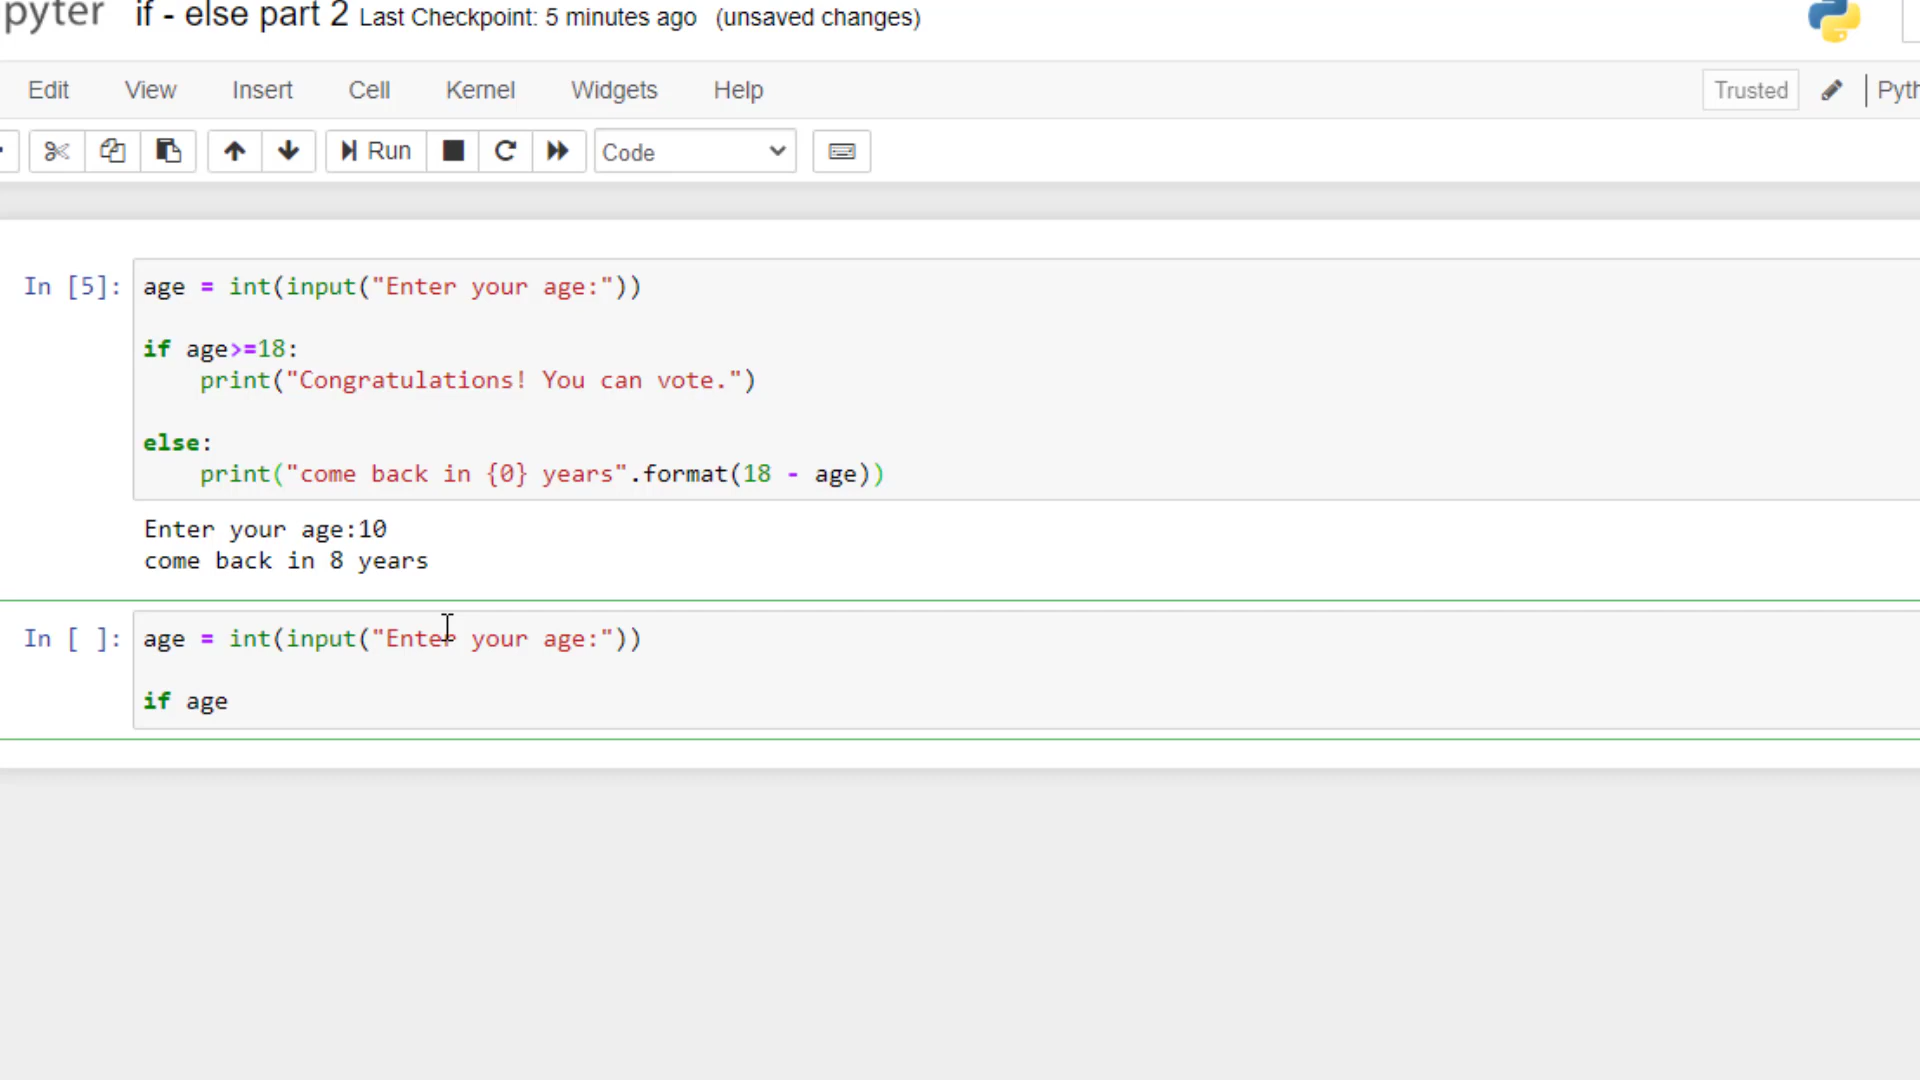 pyter if - else part 2 Last Checkpoint: 5 minutes ago (unsaved changes)
Edit View Insert Cell Kernel Widgets Help Trusted Pyth
Run Code
In [5]: age = int(input("Enter your age:"))
if age>=18:
print("Congratulations! You can vote.")
else:
print("come back in {0} years".format(18 - age))
Enter your age:10
come back in 8 years
In [ ]: age = int(input("Enter your age:"))
if age